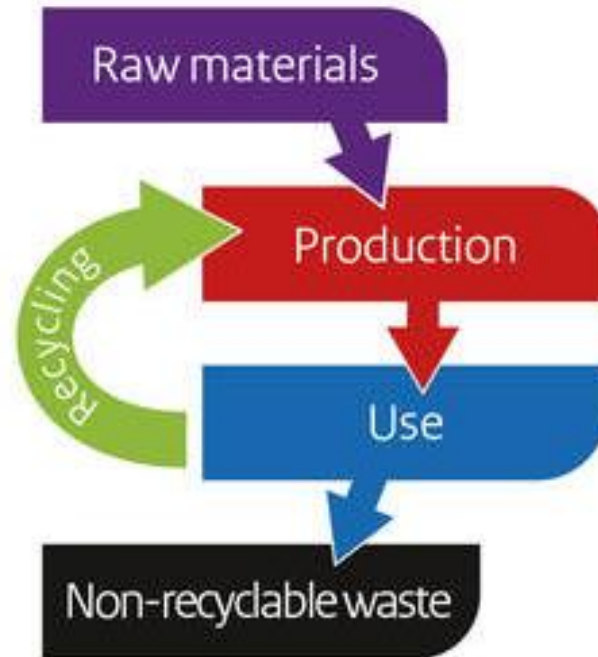 Raw materials
Production
Recycling
Use
Non-recyclable waste